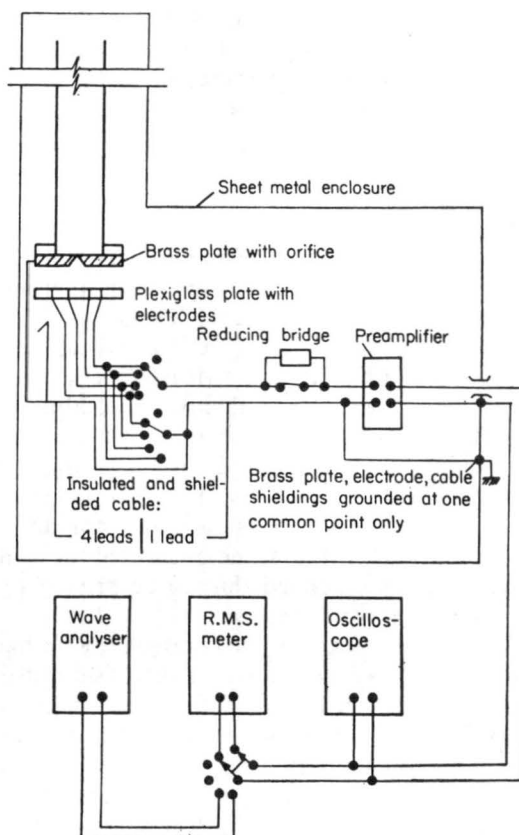 Sheet metal enclosure
Brass plate with orifice
Plexiglass plate with
electrodes
Reducing bridge
Preamplifier
Insulated and shiel-
ded cable:
4 leads | 1 lead
Brass plate, electrode, cable
shieldings grounded at one
common point only
Wave
analyser
R.M.S.
meter
Oscillos-
cope